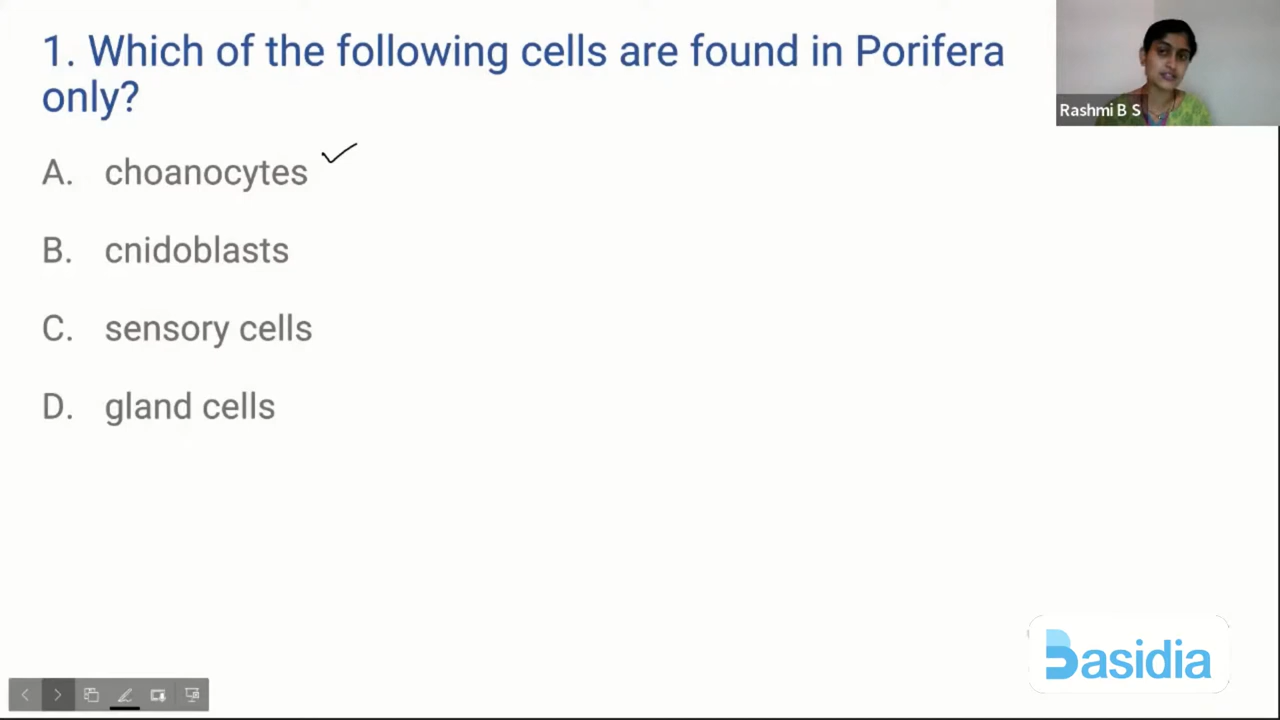 1. Which of the following cells are found in Porifera
only?
Rashmi B S
A. choanocytes
B. cnidoblasts
C. sensory cells
D. gland cells
Basidia